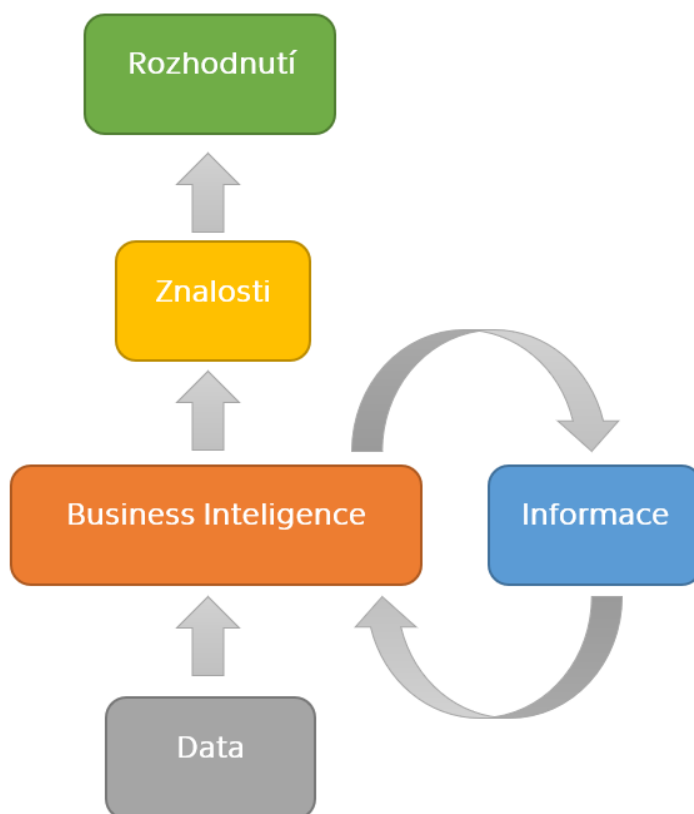 Rozhodnutí
Znalosti
Business Inteligence
Informace
Data